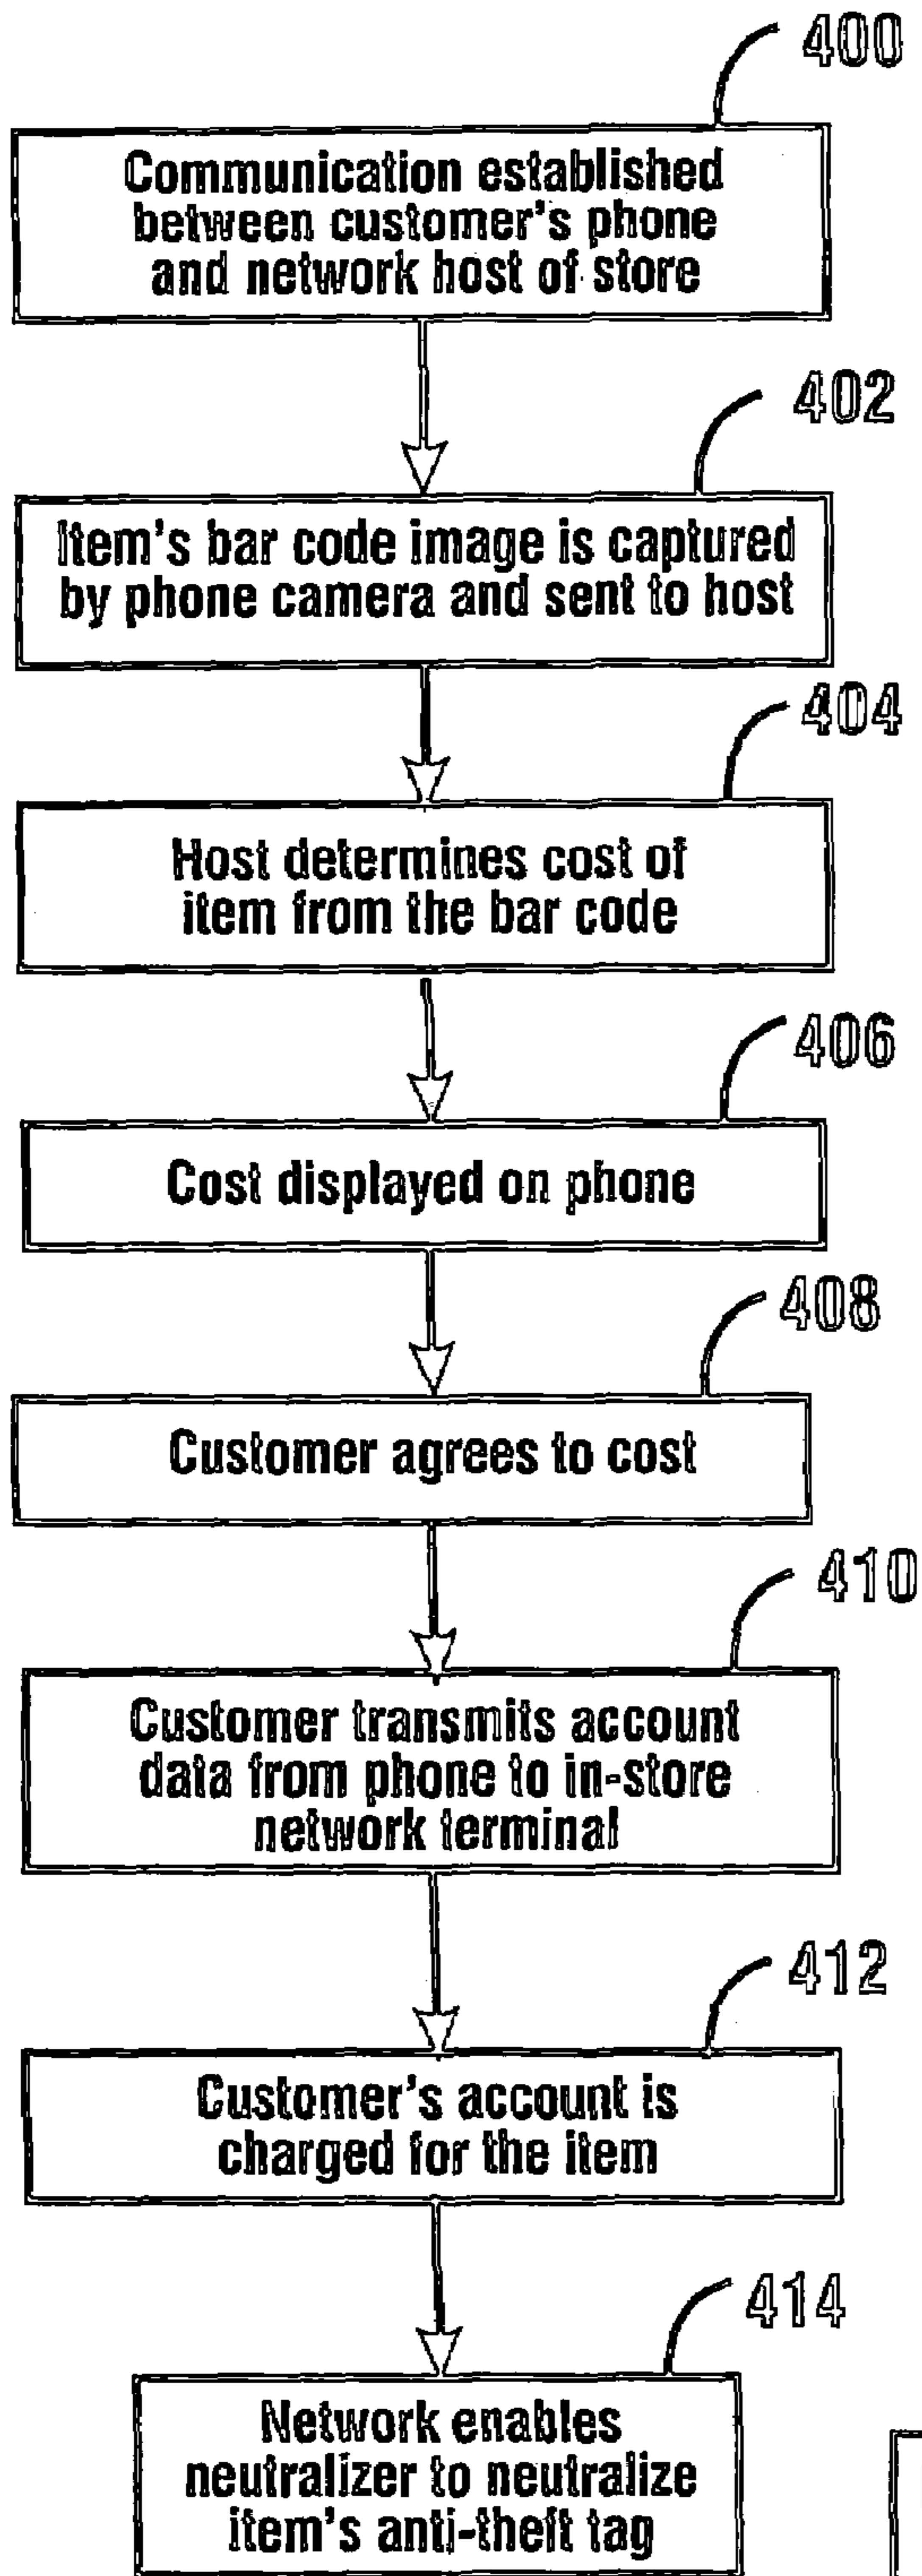 400
Communication established
between customer's phone
and network host of store
402
Item's bar code image is captured
by phone camera and sent to host
404
Host determines cost of
item from the bar code
406
Cost displayed on phone
408
Customer agrees to cost
410
Customer transmits account
data from phone to in-store
network terminal
412
Customer's account is
charged for the item
414
Network enables
neutralizer to neutralize
item's anti-theft tag